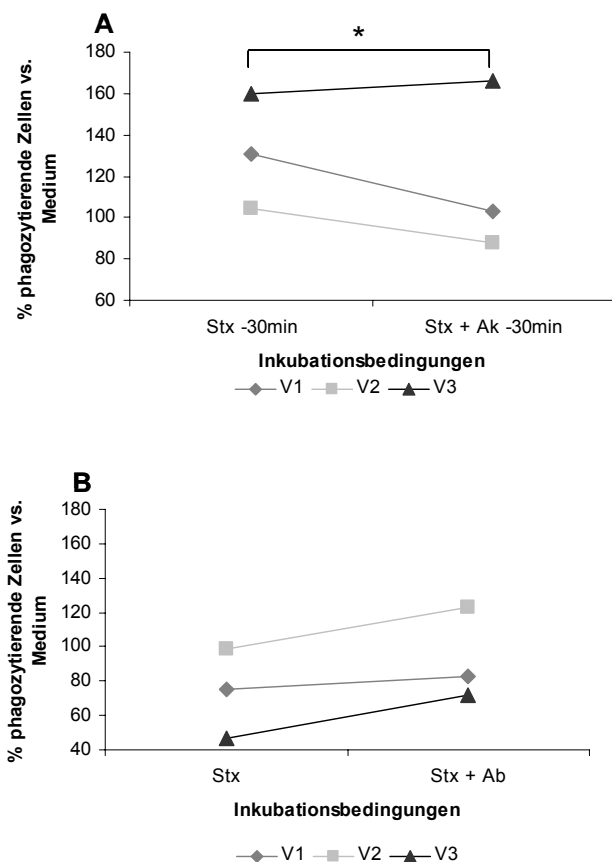 A
*
% phagozytierende Zellen vs.
Medium
180
160
140
120
100
80
60
Stx -30min Stx + Ak -30min
Inkubationsbedingungen
V1 V2 V3
B
% phagozytierende Zellen vs.
Medium
180
160
140
120
100
80
60
40
Stx Stx + Ab
Inkubationsbedingungen
V1 V2 V3